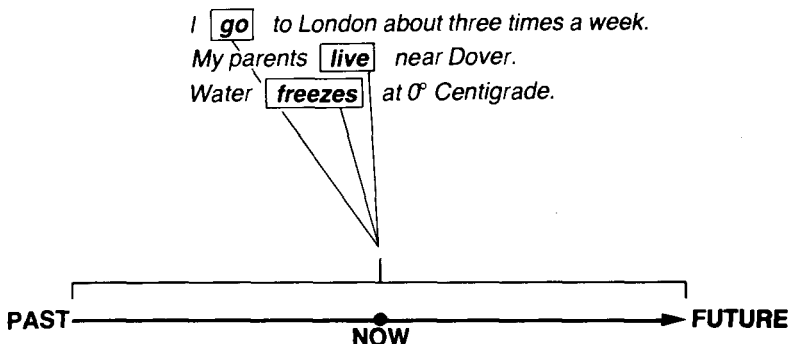 I go to London about three times a week.
My parents live near Dover.
Water freezes at 0° Centigrade.
PAST FUTURE
NOW